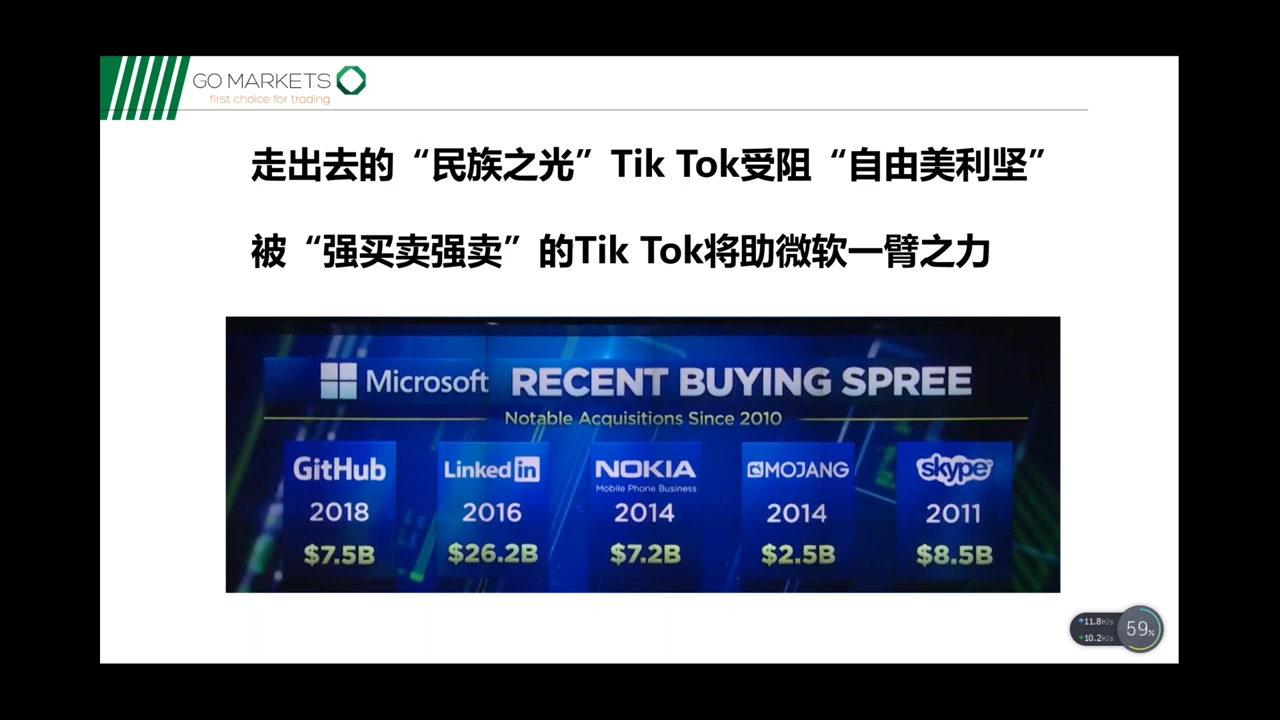 GO MARKETS
first choice for trading
走出去的“民族之光”Tik Tok受阻“自由美利坚”
被“强买卖强卖”的Tik Tok将助微软一臂之力
Microsoft RECENT BUYING SPREE
Notable Acquisitions Since 2010
GitHub
2018
$7.5B
Linked in
2016
$26.2B
NOKIA
Mobile Phone Business
2014
$7.2B
MOJANG
2014
$2.5B
skype
2011
$8.5B
11.8K/s
10.2K/s
59%